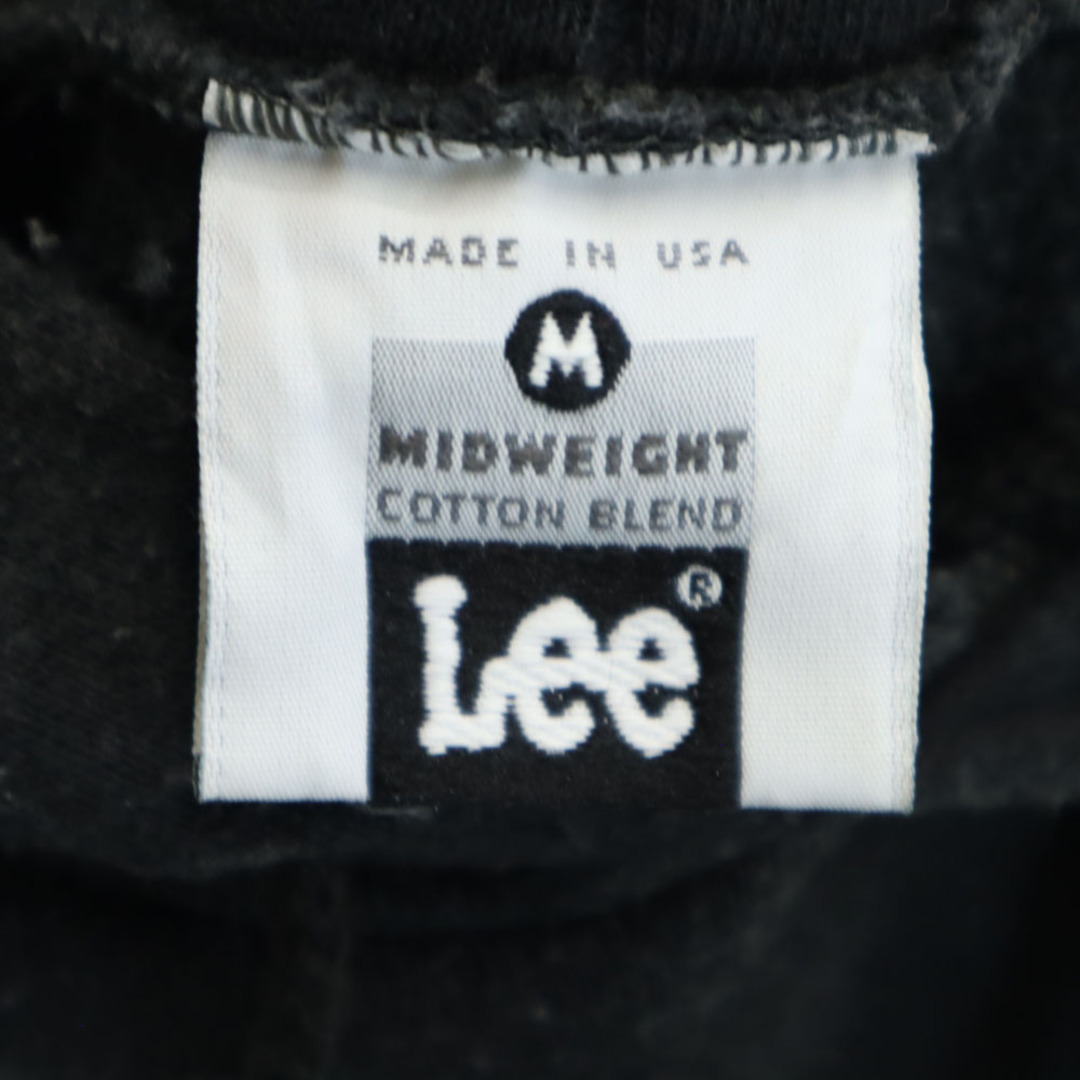 MADE IN USA
M
MIDWEIGHT
COTTON BLEND
Lee®